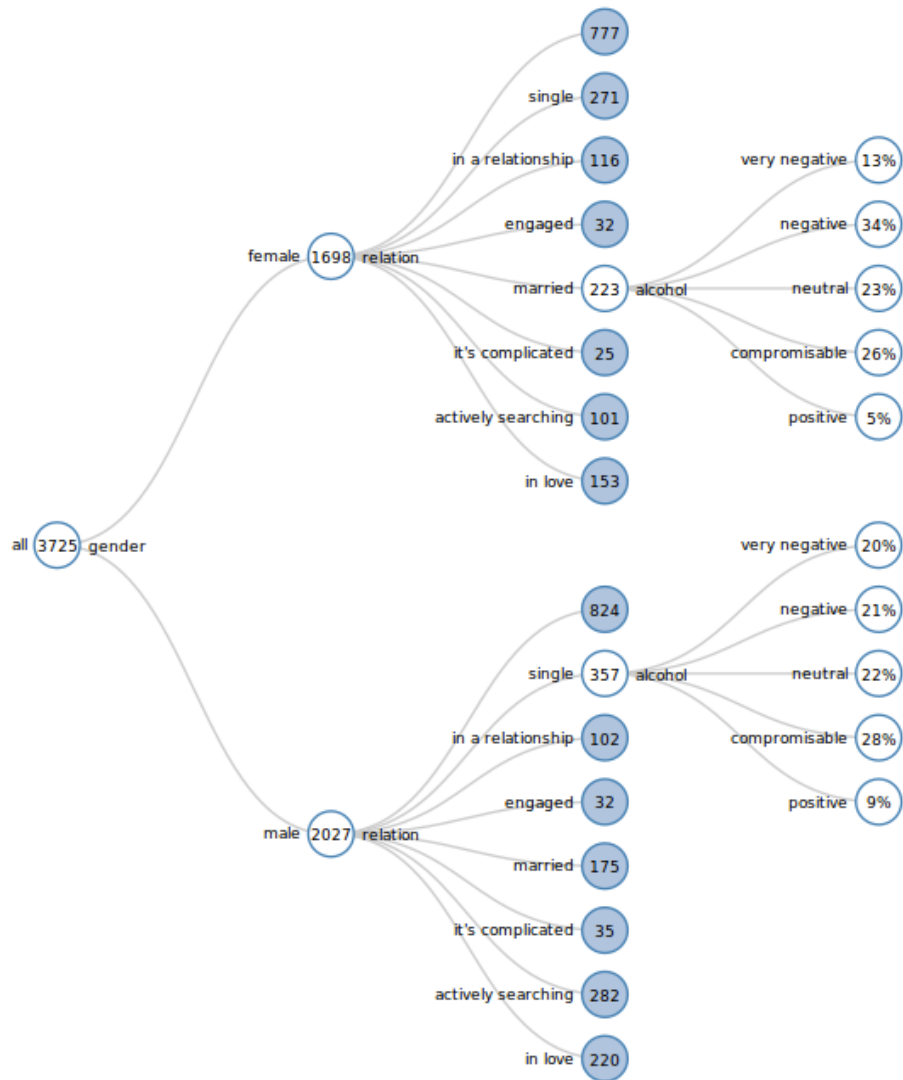 777
single 271
in a relationship 116
very negative 13%
engaged 32
negative 34%
female 1698 relation
married 223 alcohol
neutral 23%
it's complicated 25
compromisable 26%
actively searching 101
positive 5%
in love 153
all 3725 gender
very negative 20%
824
negative 21%
single 357 alcohol
neutral 22%
in a relationship 102
compromisable 28%
engaged 32
positive 9%
male 2027 relation
married 175
it's complicated 35
actively searching 282
in love 220